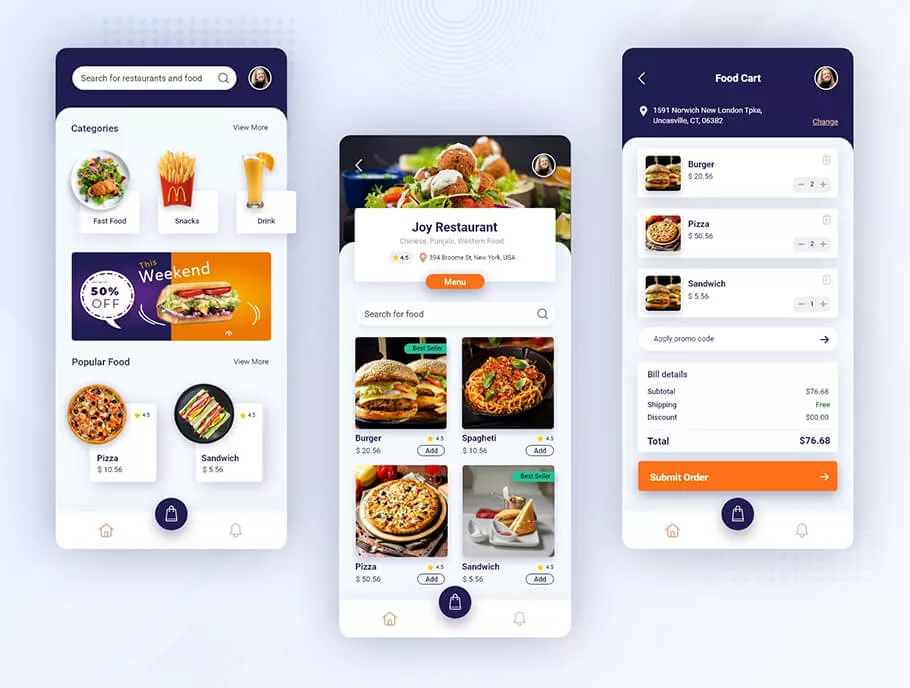 Search for restaurants and food
Categories
View More
Fast Food
Snacks
Drink
This
Weekend
50%
OFF
Popular Food
View More
4.5
4.5
Pizza
$ 10.56
Sandwich
$ 5.56
Joy Restaurant
Chinese, Punjabi, Western Food
4.5
394 Broome St, New York, USA
Menu
Search for food
Best Seller
Burger
4.5
$ 20.56
Add
Spagheti
4.5
$ 10.56
Add
Best Seller
Pizza
4.5
$ 50.56
Add
Sandwich
4.5
$ 5.56
Add
Food Cart
1591 Norwich New London Tpke,
Uncasville, CT, 06382
Change
Burger
$ 20.56
2
Pizza
$ 50.56
2
Sandwich
$ 5.56
1
Apply promo code
Bill details
Subtotal
$76.68
Shipping
Free
Discount
$00.00
Total
$76.68
Submit Order